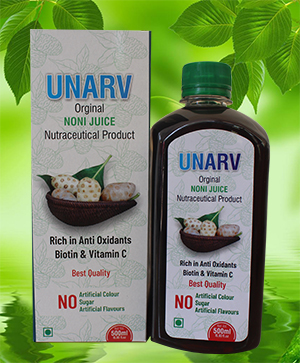 UNARV
Orginal
NONI JUICE
Nutraceutical Product
Rich in Anti Oxidants
Biotin & Vitamin C
Best Quality
NO Artificial Colour
Sugar
Artificial Flavours
500ml
UNARV
Orginal
NONI JUICE
Nutraceutical Product
Rich in Anti Oxidants
Biotin & Vitamin C
Best Quality
NO Artificial Colour
Sugar
Artificial Flavours
500ml